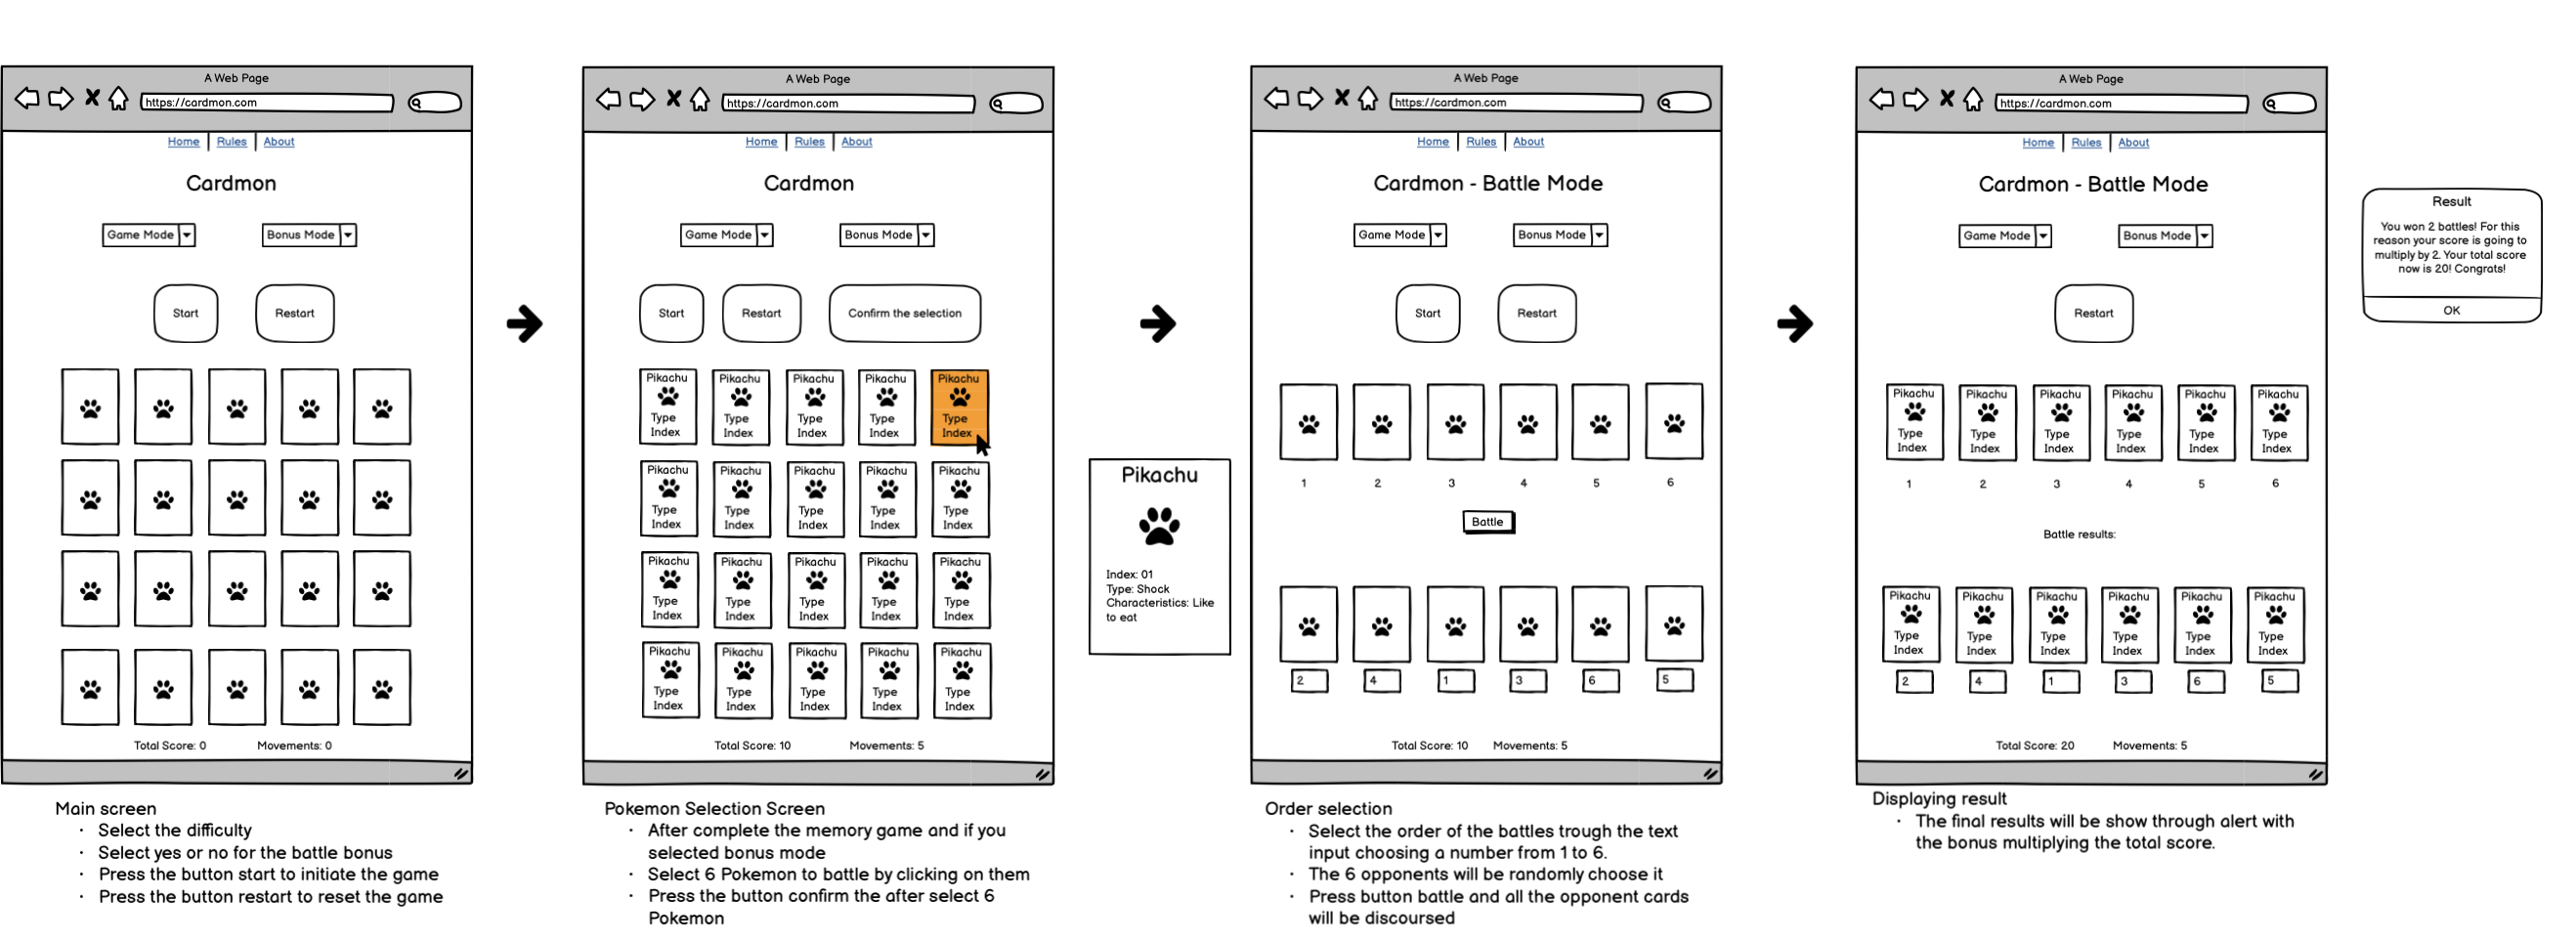 A Web Page
https://cardmon.com
Home Rules About
Cardmon
Game Mode Bonus Mode
Start Restart
Total Score: 0 Movements: 0
Main screen
· Select the difficulty
· Select yes or no for the battle bonus
· Press the button start to initiate the game
· Press the button restart to reset the game
A Web Page
https://cardmon.com
Home Rules About
Cardmon
Game Mode Bonus Mode
Start Restart Confirm the selection
Pikachu Pikachu Pikachu Pikachu Pikachu
Type Type Type Type Type
Index Index Index Index Index
Pikachu Pikachu Pikachu Pikachu Pikachu
Type Type Type Type Type
Index Index Index Index Index
Pikachu Pikachu Pikachu Pikachu Pikachu
Type Type Type Type Type
Index Index Index Index Index
Pikachu Pikachu Pikachu Pikachu Pikachu
Type Type Type Type Type
Index Index Index Index Index
Total Score: 10 Movements: 5
Pokemon Selection Screen
· After complete the memory game and if you
selected bonus mode
· Select 6 Pokemon to battle by clicking on them
· Press the button confirm the after select 6
Pokemon
Pikachu
Index: 01
Type: Shock
Characteristics: Like
to eat
A Web Page
https://cardmon.com
Home Rules About
Cardmon - Battle Mode
Game Mode Bonus Mode
Start Restart
1 2 3 4 5 6
Battle
2 4 1 3 6 5
Total Score: 10 Movements: 5
Order selection
· Select the order of the battles trough the text
input choosing a number from 1 to 6.
· The 6 opponents will be randomly choose it
· Press button battle and all the opponent cards
will be discoursed
A Web Page
https://cardmon.com
Home Rules About
Cardmon - Battle Mode
Game Mode Bonus Mode
Restart
Pikachu Pikachu Pikachu Pikachu Pikachu Pikachu
Type Type Type Type Type Type
Index Index Index Index Index Index
1 2 3 4 5 6
Battle results:
Pikachu Pikachu Pikachu Pikachu Pikachu Pikachu
Type Type Type Type Type Type
Index Index Index Index Index Index
2 4 1 3 6 5
Total Score: 20 Movements: 5
Displaying result
· The final results will be show through alert with
the bonus multiplying the total score.
Result
You won 2 battles! For this
reason your score is going to
multiply by 2. Your total score
now is 20! Congrats!
OK